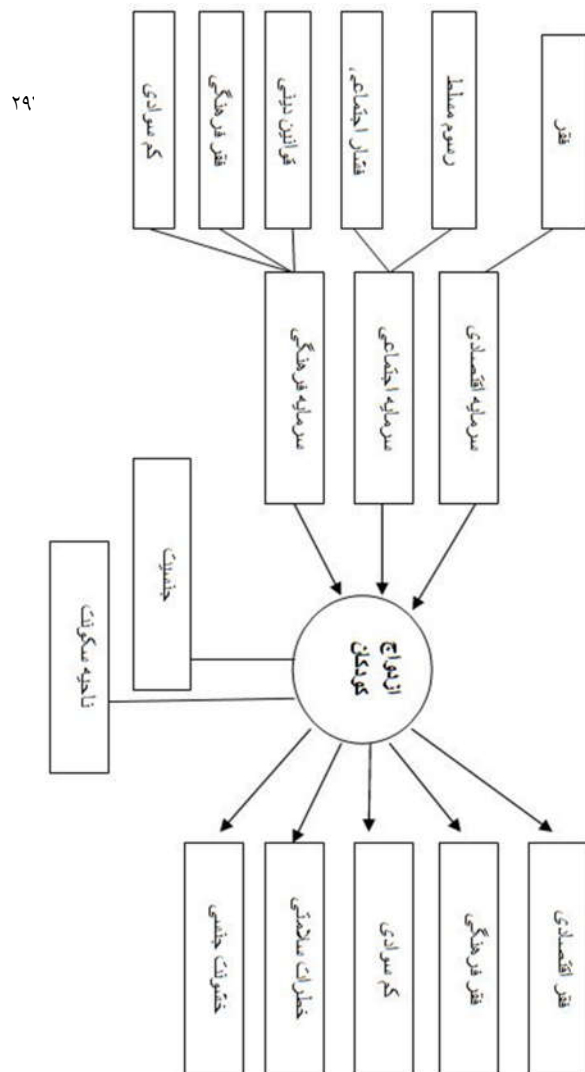 ۲۹
فقر
رسوم مسلط
فشار اجتماعی،
قوانین دینی
فقر فرهنگی
کم سوادی
سرمایه اقتصادی
سرمایه اجتماعی
سرمایه فرهنگی
جنسیت
ناحیه سکونت
ازدواج
کودکان
فقر اقتصادی
فقر فرهنگی
کم سوادی
خطرات سلامتی
خشونت جنسی